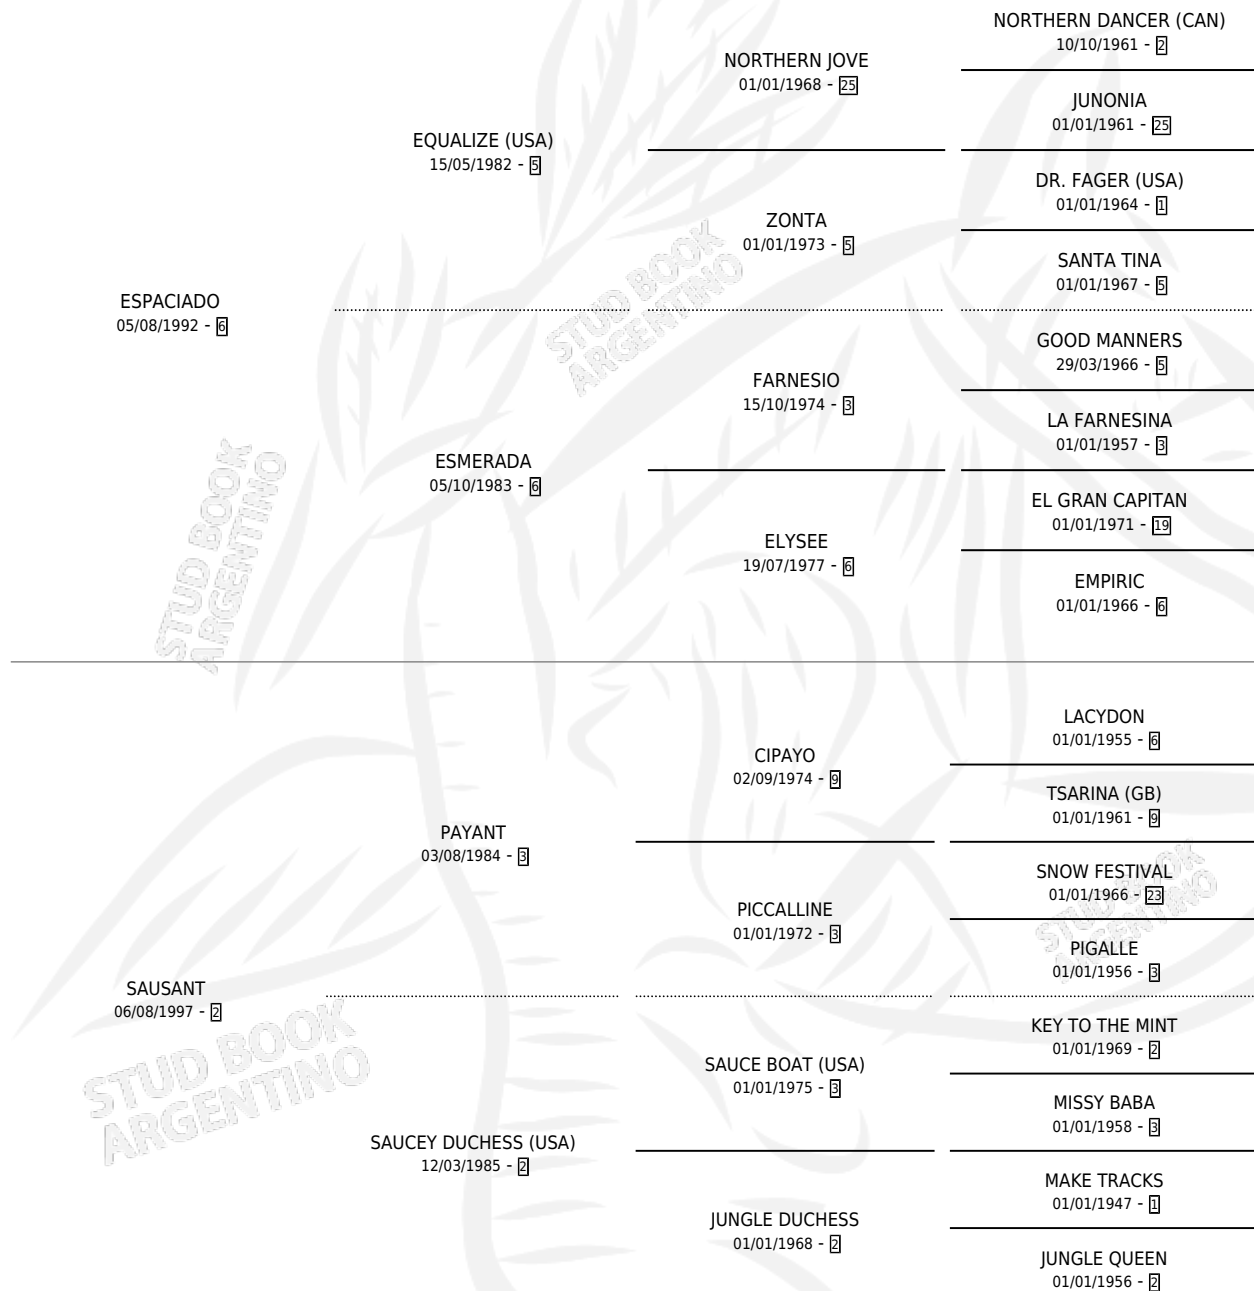 NORTHERN DANCER (CAN)
10/10/1961 - 2
NORTHERN JOVE
01/01/1968 - 25
JUNONIA
01/01/1961 - 25
EQUALIZE (USA)
15/05/1982 - 5
DR. FAGER (USA)
01/01/1964 - 1
ZONTA
01/01/1973 - 5
SANTA TINA
01/01/1967 - 5
ESPACIADO
05/08/1992 - 6
STUD BOOK
ARGENTINO
GOOD MANNERS
29/03/1966 - 5
FARNESIO
15/10/1974 - 3
LA FARNESINA
01/01/1957 - 3
ESMERADA
05/10/1983 - 6
EL GRAN CAPITAN
01/01/1971 - 19
ELYSEE
19/07/1977 - 6
EMPIRIC
01/01/1966 - 6
STUD BOOK
ARGENTINO
LACYDON
01/01/1955 - 6
CIPAYO
02/09/1974 - 9
TSARINA (GB)
01/01/1961 - 9
PAYANT
03/08/1984 - 3
SNOW FESTIVAL
01/01/1966 - 23
PICCALLINE
01/01/1972 - 3
STUD BOOK
ARGENTINO
PIGALLE
01/01/1956 - 3
SAUSANT
06/08/1997 - 2
STUD BOOK
ARGENTINO
KEY TO THE MINT
01/01/1969 - 2
SAUCE BOAT (USA)
01/01/1975 - 3
MISSY BABA
01/01/1958 - 3
SAUCEY DUCHESS (USA)
12/03/1985 - 2
MAKE TRACKS
01/01/1947 - 1
JUNGLE DUCHESS
01/01/1968 - 2
JUNGLE QUEEN
01/01/1956 - 2